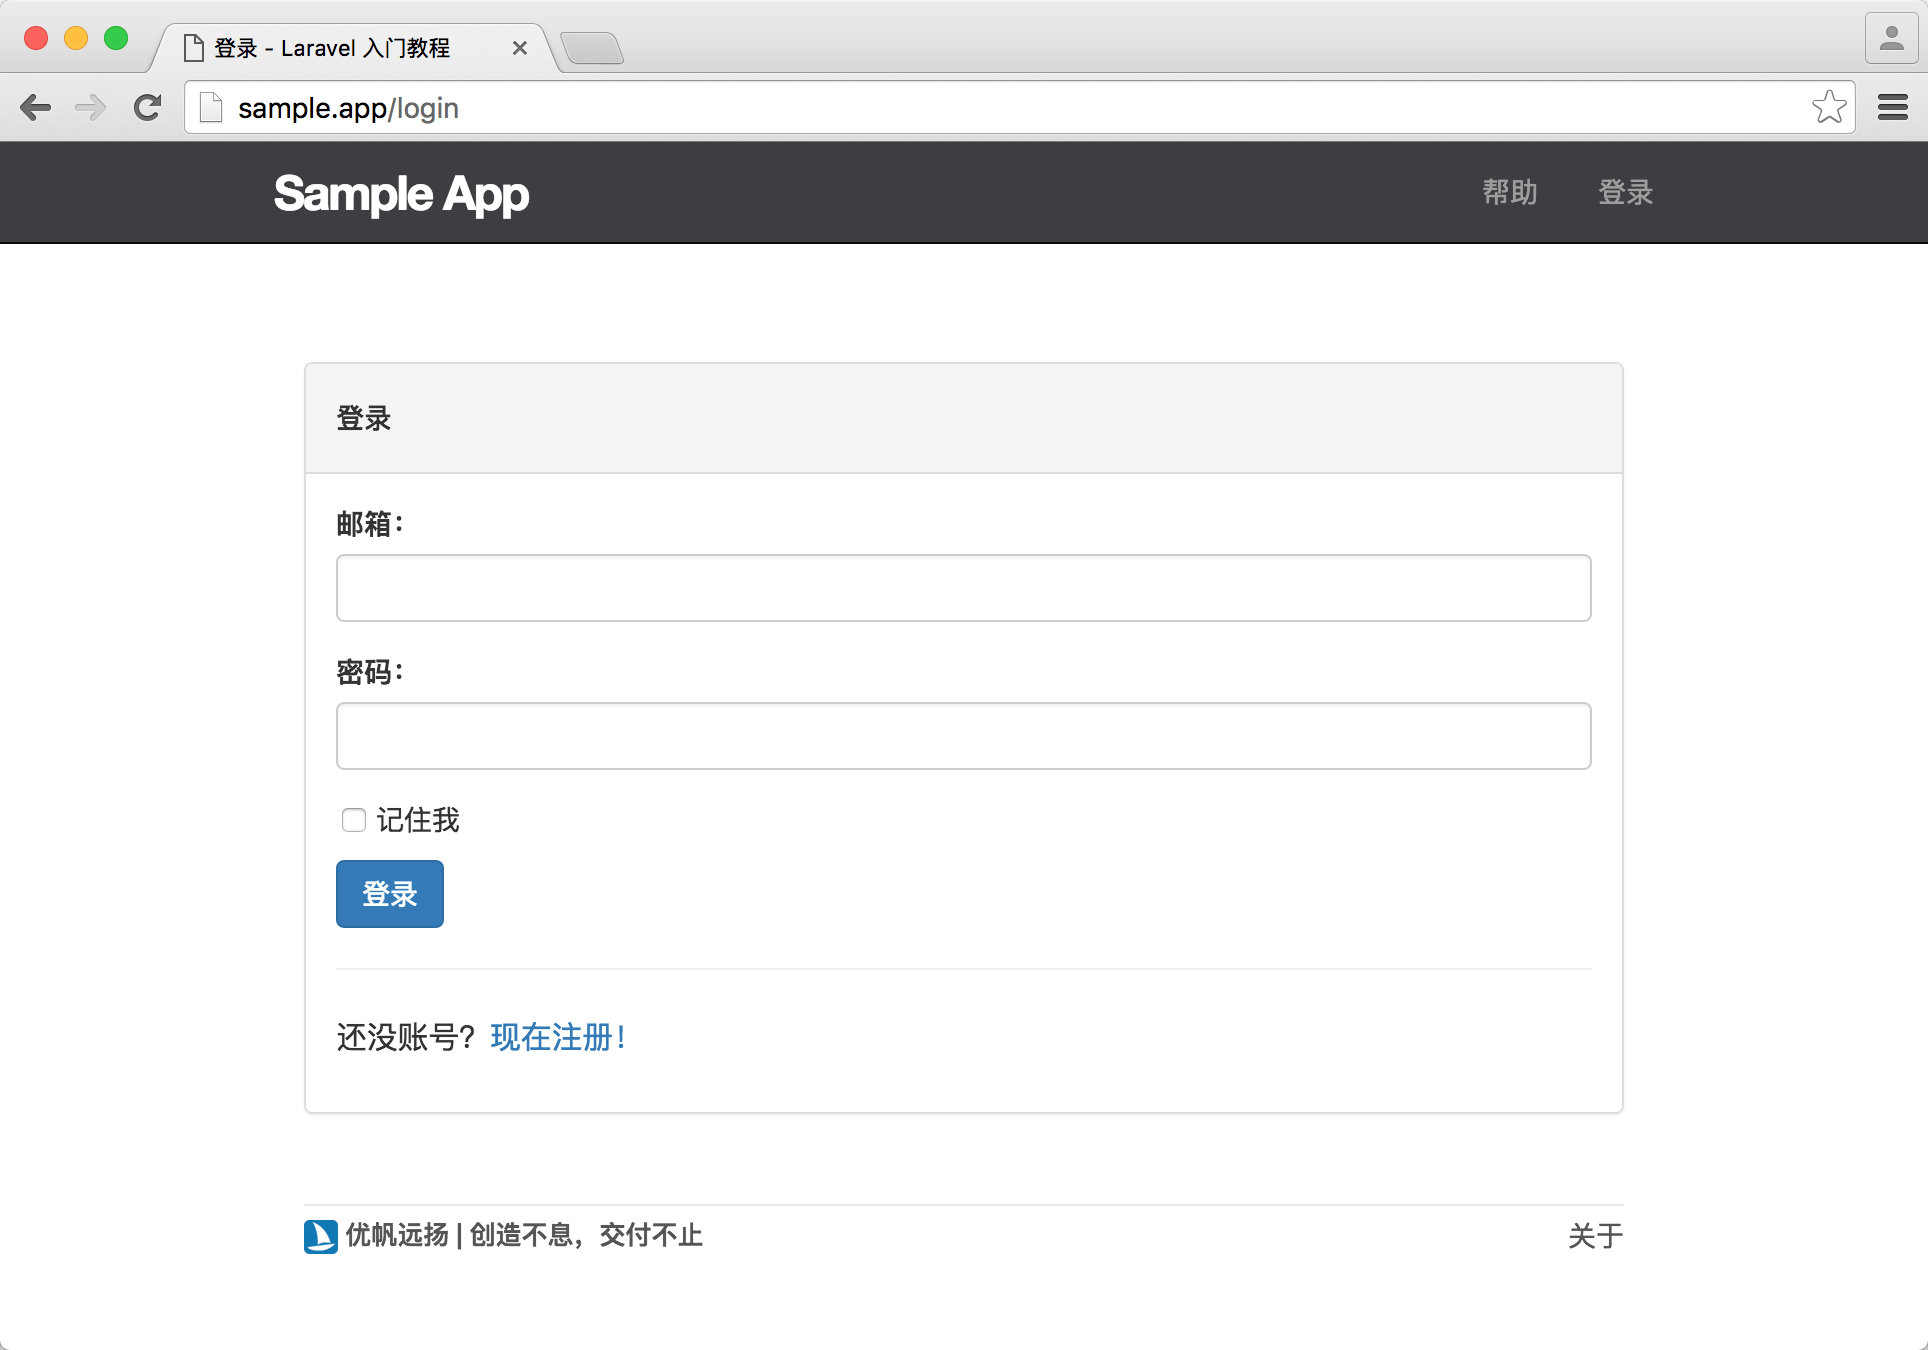 登录 - Laravel 入门教程
sample.app/login
Sample App
帮助 登录
登录
邮箱：
密码：
记住我
登录
还没账号？现在注册！
优帆远扬 | 创造不息，交付不止 关于